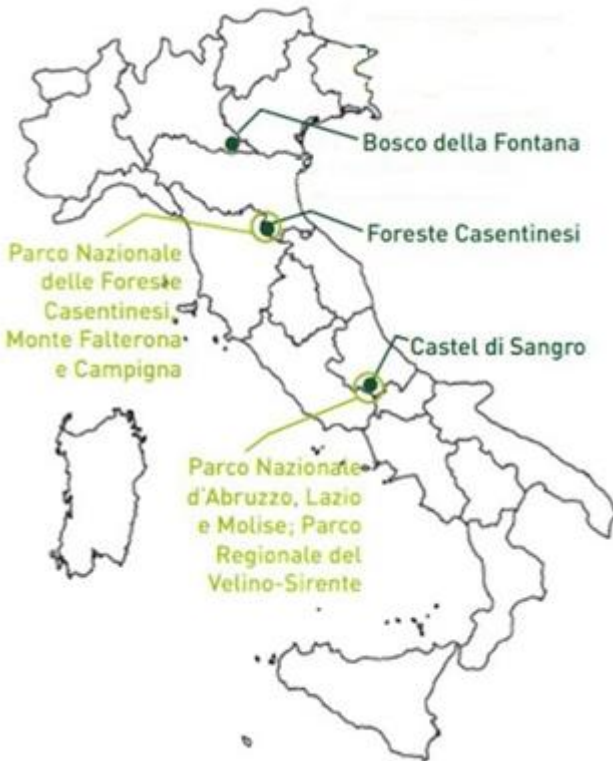 Bosco della Fontana
Foreste Casentinesi
Parco Nazionale
delle Foreste
Casentinesi,
Monte Falterona
e Campigna
Castel di Sangro
Parco Nazionale
d'Abruzzo, Lazio
e Molise; Parco
Regionale del
Velino-Sirente